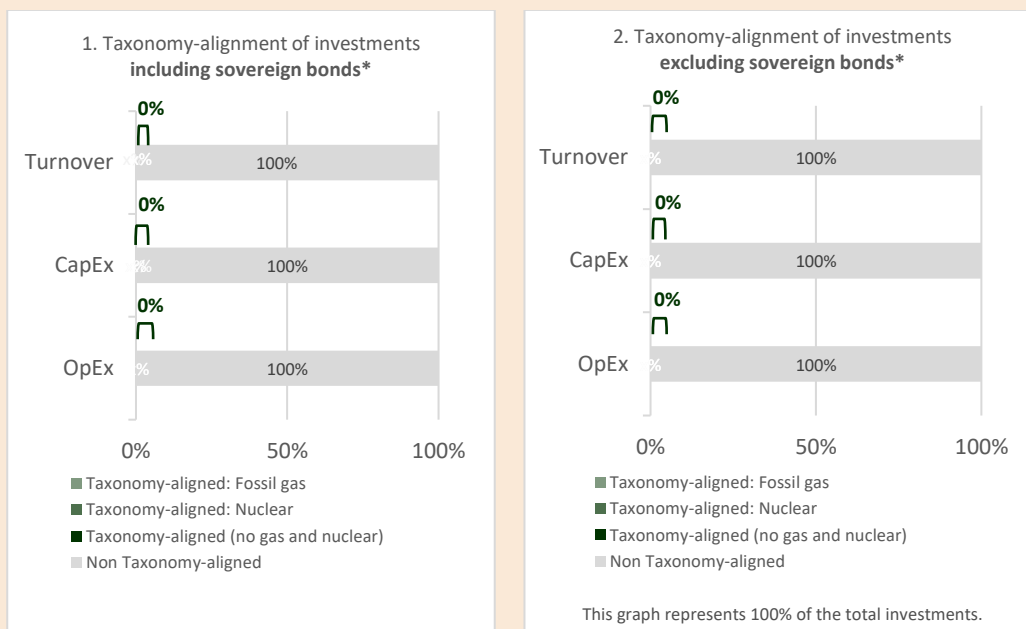 1. Taxonomy-alignment of investments
including sovereign bonds*
0%
Turnover
100%
0%
CapEx
100%
0%
OpEx
100%
0% 50% 100%
Taxonomy-aligned: Fossil gas
Taxonomy-aligned: Nuclear
Taxonomy-aligned (no gas and nuclear)
Non Taxonomy-aligned
2. Taxonomy-alignment of investments
excluding sovereign bonds*
0%
Turnover
100%
0%
CapEx
100%
0%
OpEx
100%
0% 50% 100%
Taxonomy-aligned: Fossil gas
Taxonomy-aligned: Nuclear
Taxonomy-aligned (no gas and nuclear)
Non Taxonomy-aligned
This graph represents 100% of the total investments.